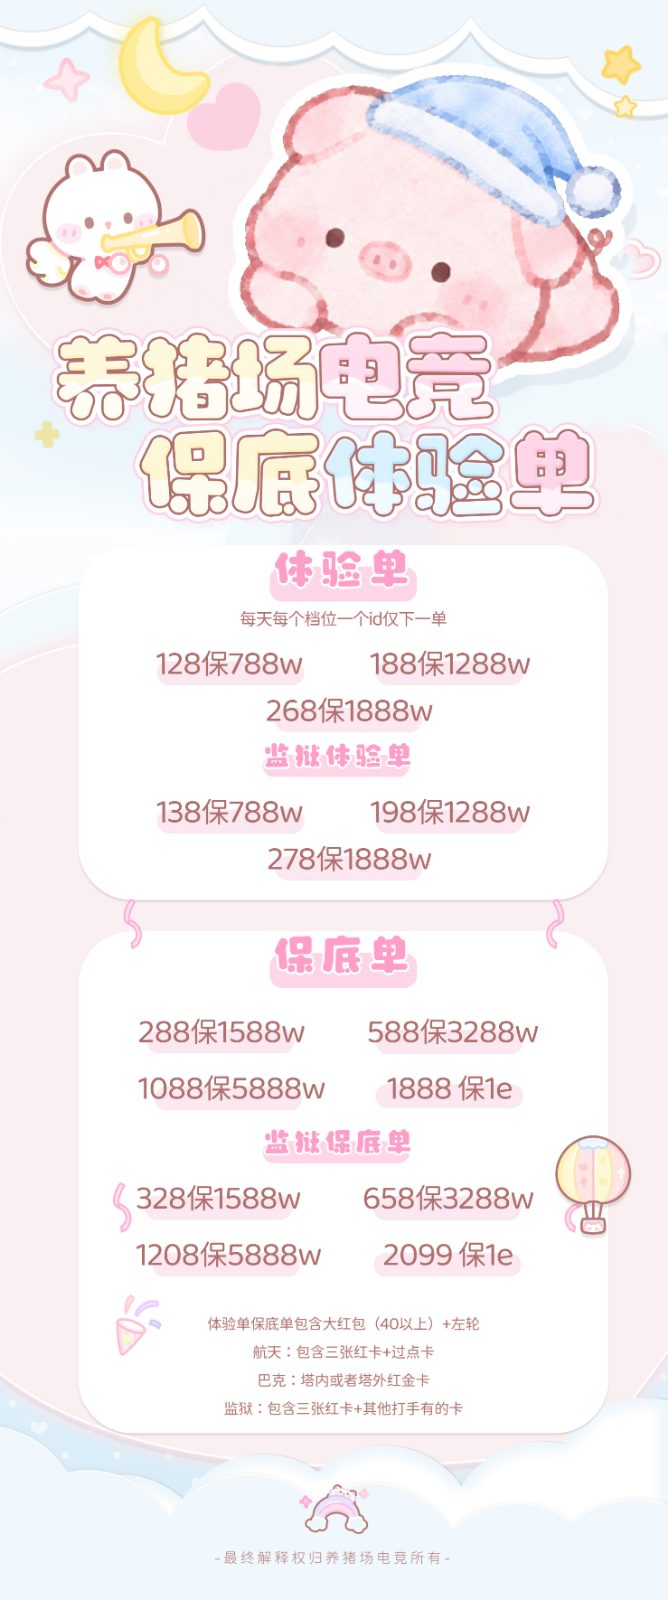 养猪场电竞
保底体验单
体验单
每天每个档位一个id仅下一单
128保788w 188保1288w
268保1888w
监狱体验单
138保788w 198保1288w
278保1888w
保底单
288保1588w 588保3288w
1088保5888w 1888 保1e
监狱保底单
328保1588w 658保3288w
1208保5888w 2099 保1e
体验单保底单包含大红包（40以上）+左轮
航天：包含三张红卡+过点卡
巴克：塔内或者塔外红金卡
监狱：包含三张红卡+其他打手有的卡
-最终解释权归养猪场电竞所有-